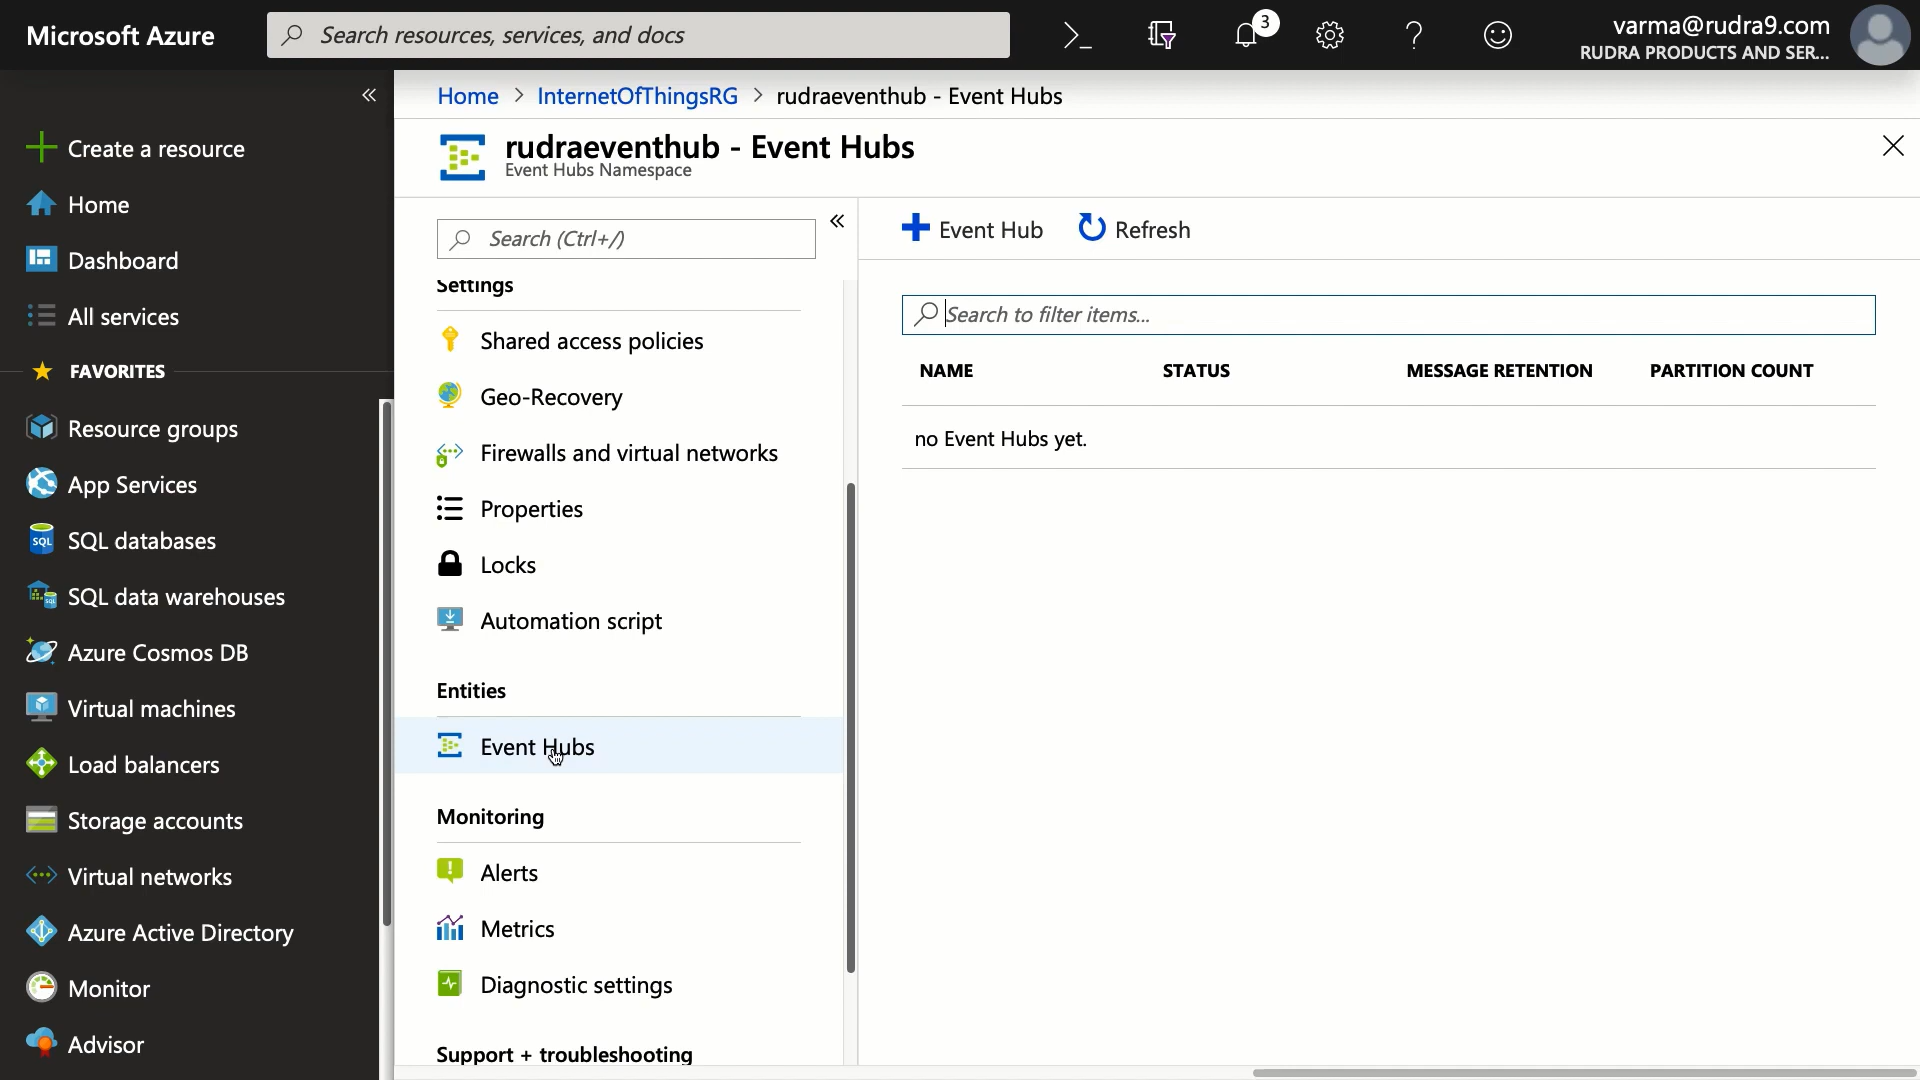 Microsoft Azure
Search resources, services, and docs
3
varma@rudra9.com
RUDRA PRODUCTS AND SER...
Home > InternetOfThingsRG > rudraeventhub - Event Hubs
rudraeventhub - Event Hubs
Event Hubs Namespace
Create a resource
Home
Dashboard
All services
FAVORITES
Resource groups
App Services
SQL databases
SQL data warehouses
Azure Cosmos DB
Virtual machines
Load balancers
Storage accounts
Virtual networks
Azure Active Directory
Monitor
Advisor
Search (Ctrl+/)
Settings
Shared access policies
Geo-Recovery
Firewalls and virtual networks
Properties
Locks
Automation script
Entities
Event Hubs
Monitoring
Alerts
Metrics
Diagnostic settings
Support + troubleshooting
Event Hub
Refresh
Search to filter items...
NAME STATUS MESSAGE RETENTION PARTITION COUNT
no Event Hubs yet.